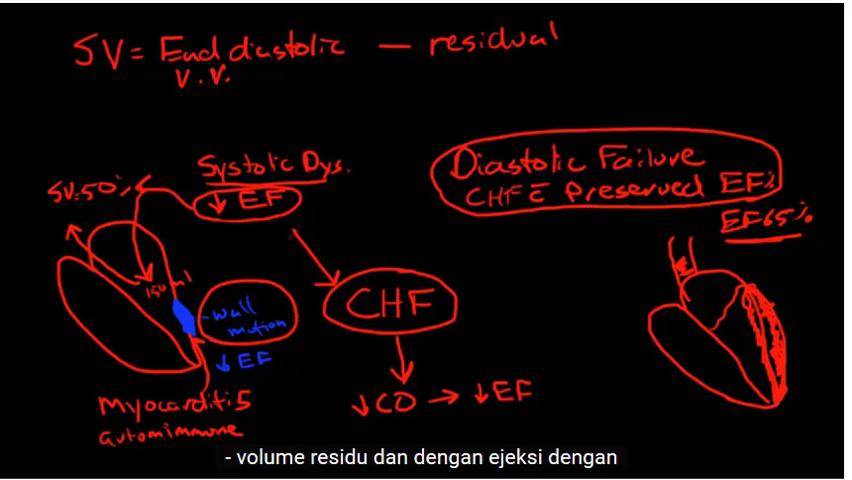 SV = End diastolic — residual
V.V.
Systolic Dys.
↓ EF
SV=50%
150 ml
- wall motion
↓ EF
Myocarditis
autoimmune
CHF
↓ CO → ↓ EF
Diastolic Failure
CHF c̄ Preserved EF%
EF 65%
- volume residu dan dengan ejeksi dengan